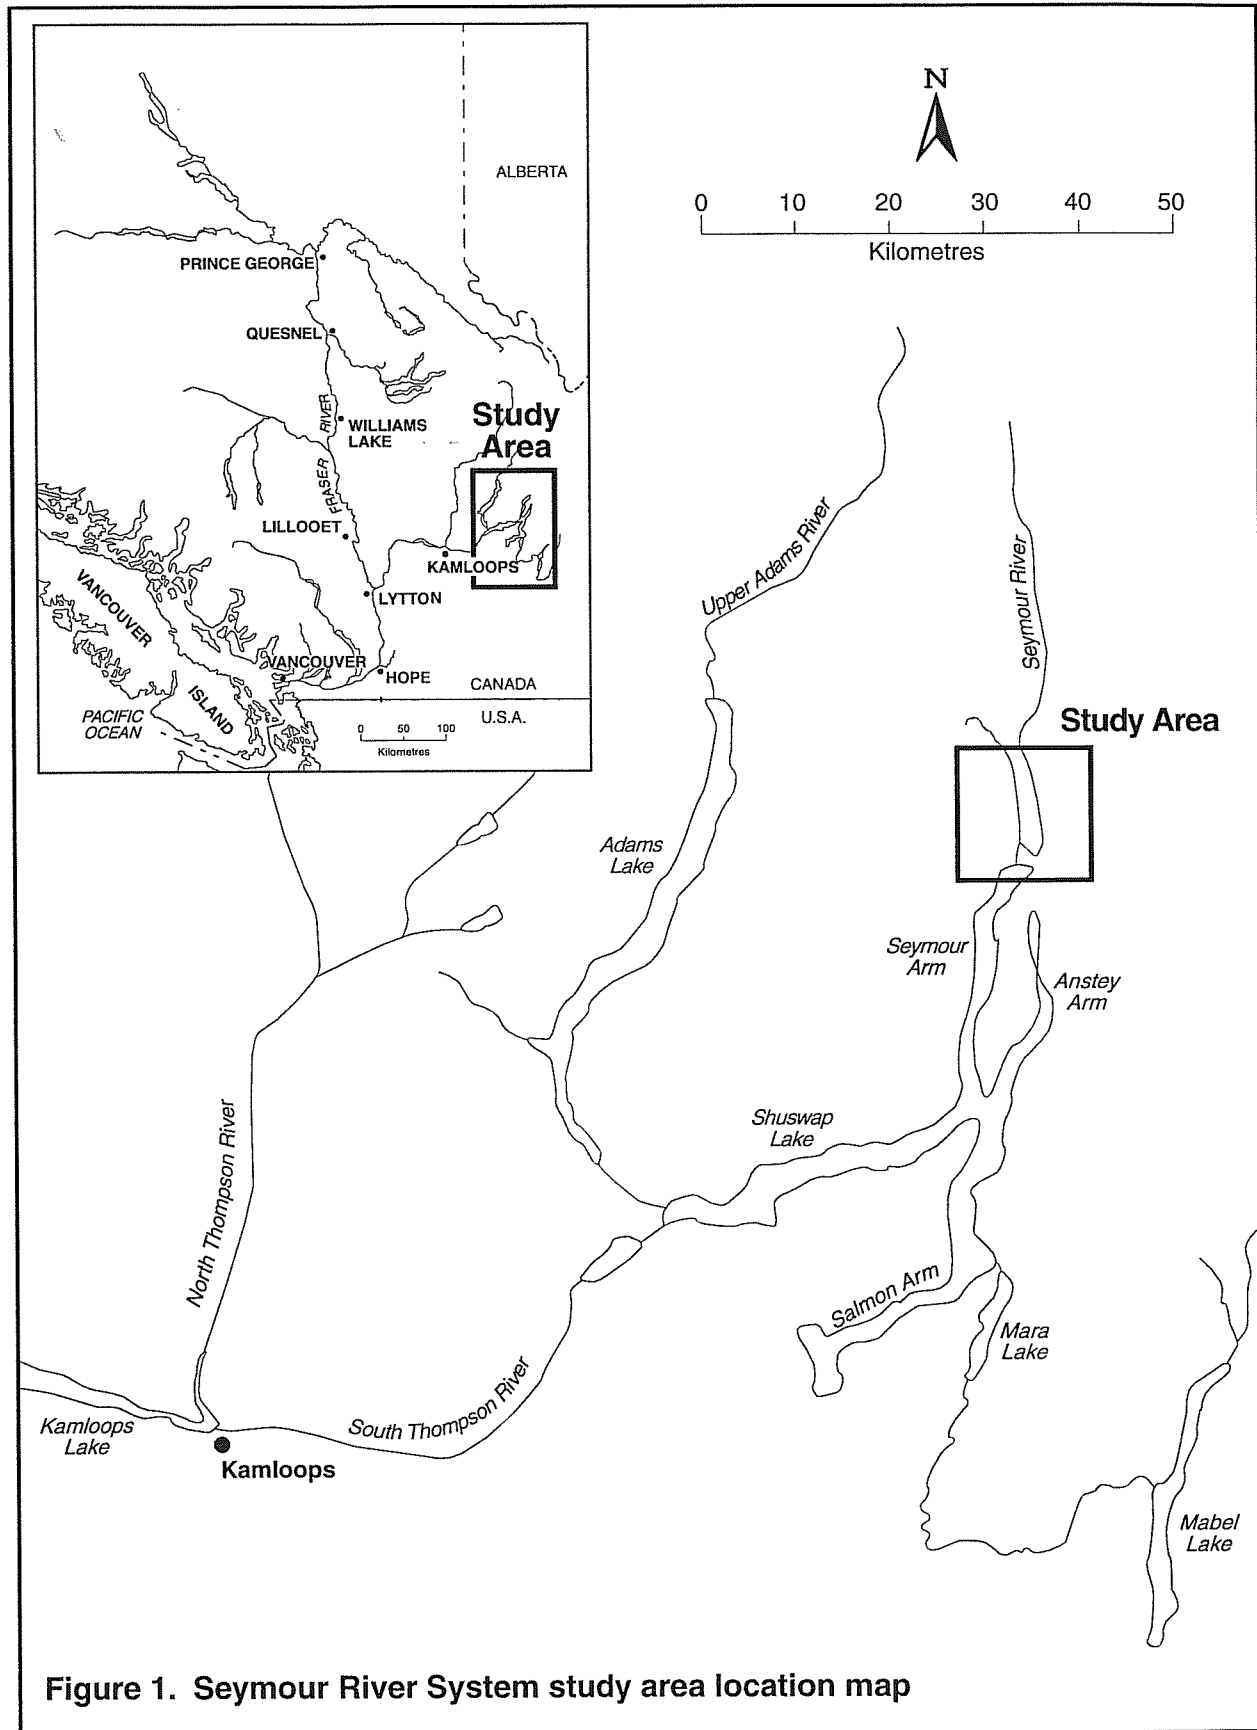 ALBERTA
PRINCE GEORGE
QUESNEL
RIVER
FRASER
WILLIAMS
LAKE
Study
Area
LILLOOET
KAMLOOPS
LYTTON
VANCOUVER
ISLAND
VANCOUVER
HOPE
CANADA
U.S.A.
PACIFIC
OCEAN
0 50 100
Kilometres
N
0 10 20 30 40 50
Kilometres
Upper Adams River
Seymour River
Study Area
Adams
Lake
Seymour
Arm
Anstey
Arm
Shuswap
Lake
North Thompson River
Salmon Arm
Mara
Lake
South Thompson River
Kamloops
Lake
Kamloops
Mabel
Lake
Figure 1. Seymour River System study area location map